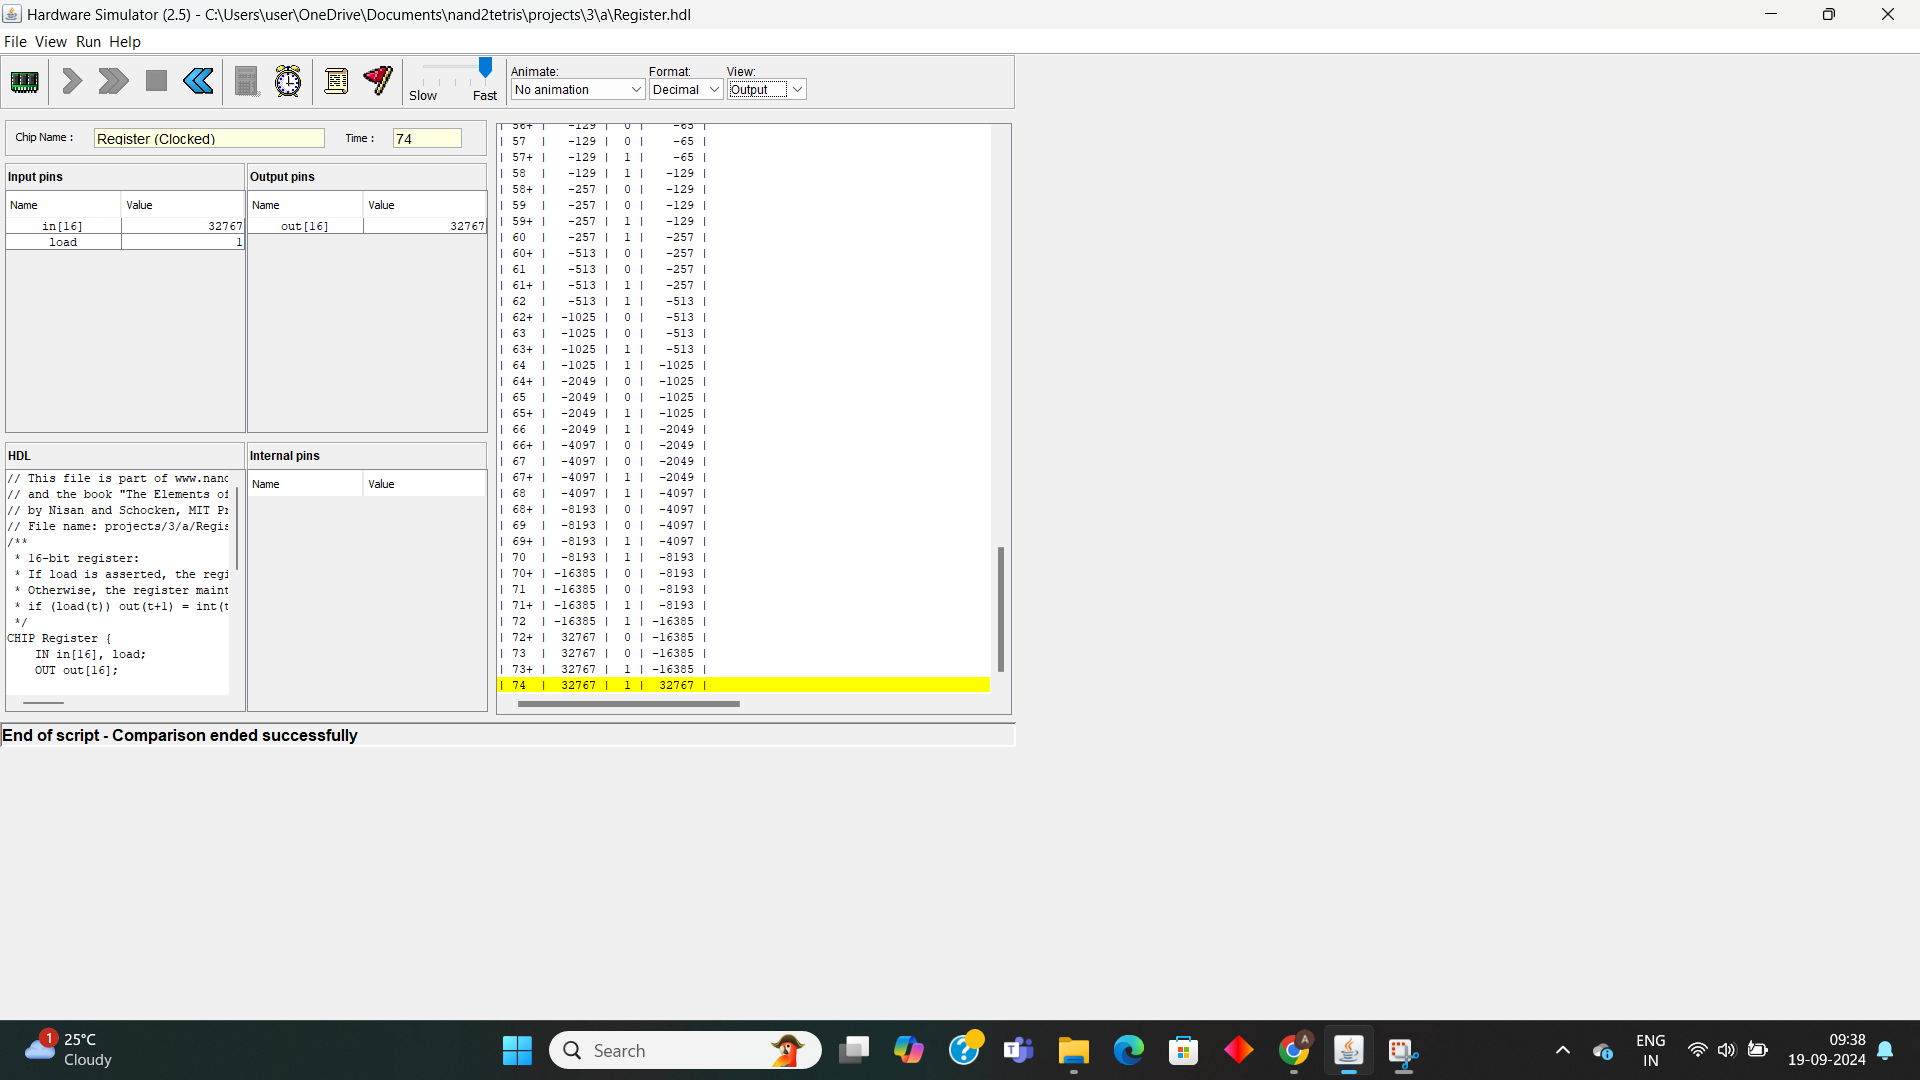 Hardware Simulator (2.5) - C:\Users\user\OneDrive\Documents\nand2tetris\projects\3\a\Register.hdl
File View Run Help
Slow Fast
Animate: Format: View:
No animation Decimal Output
Chip Name : Register (Clocked) Time : 74
Input pins
Name Value
in[16] 32767
load 1
Output pins
Name Value
out[16] 32767
HDL
// This file is part of www.nand
// and the book "The Elements of
// by Nisan and Schocken, MIT Pr
// File name: projects/3/a/Regis
/**
* 16-bit register:
* If load is asserted, the regi
* Otherwise, the register maint
* if (load(t)) out(t+1) = int(t
*/
CHIP Register {
IN in[16], load;
OUT out[16];
Internal pins
Name Value
| 56+ | -129 | 0 | -65 |
| 57 | -129 | 0 | -65 |
| 57+ | -129 | 1 | -65 |
| 58 | -129 | 1 | -129 |
| 58+ | -257 | 0 | -129 |
| 59 | -257 | 0 | -129 |
| 59+ | -257 | 1 | -129 |
| 60 | -257 | 1 | -257 |
| 60+ | -513 | 0 | -257 |
| 61 | -513 | 0 | -257 |
| 61+ | -513 | 1 | -257 |
| 62 | -513 | 1 | -513 |
| 62+ | -1025 | 0 | -513 |
| 63 | -1025 | 0 | -513 |
| 63+ | -1025 | 1 | -513 |
| 64 | -1025 | 1 | -1025 |
| 64+ | -2049 | 0 | -1025 |
| 65 | -2049 | 0 | -1025 |
| 65+ | -2049 | 1 | -1025 |
| 66 | -2049 | 1 | -2049 |
| 66+ | -4097 | 0 | -2049 |
| 67 | -4097 | 0 | -2049 |
| 67+ | -4097 | 1 | -2049 |
| 68 | -4097 | 1 | -4097 |
| 68+ | -8193 | 0 | -4097 |
| 69 | -8193 | 0 | -4097 |
| 69+ | -8193 | 1 | -4097 |
| 70 | -8193 | 1 | -8193 |
| 70+ | -16385 | 0 | -8193 |
| 71 | -16385 | 0 | -8193 |
| 71+ | -16385 | 1 | -8193 |
| 72 | -16385 | 1 | -16385 |
| 72+ | 32767 | 0 | -16385 |
| 73 | 32767 | 0 | -16385 |
| 73+ | 32767 | 1 | -16385 |
| 74 | 32767 | 1 | 32767 |
End of script - Comparison ended successfully
1
25°C
Cloudy
Search
A
ENG
IN
09:38
19-09-2024